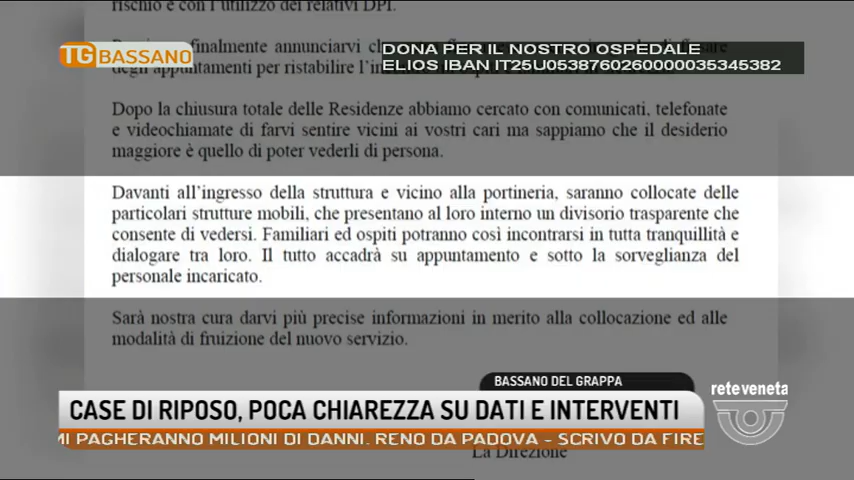 rischio e con l'utilizzo dei relativi DPI.
finalmente annunciarvi
TG BASSANO
DONA PER IL NOSTRO OSPEDALE
ELIOS IBAN IT25U0538760260000035345382
degli appuntamenti per ristabilire
Dopo la chiusura totale delle Residenze abbiamo cercato con comunicati, telefonate
e videochiamate di farvi sentire vicini ai vostri cari ma sappiamo che il desiderio
maggiore è quello di poter vederli di persona.
Davanti all'ingresso della struttura e vicino alla portineria, saranno collocate delle
particolari strutture mobili, che presentano al loro interno un divisorio trasparente che
consente di vedersi. Familiari ed ospiti potranno così incontrarsi in tutta tranquillità e
dialogare tra loro. Il tutto accadrà su appuntamento e sotto la sorveglianza del
personale incaricato.
Sarà nostra cura darvi più precise informazioni in merito alla collocazione ed alle
modalità di fruizione del nuovo servizio.
BASSANO DEL GRAPPA
reteveneta
CASE DI RIPOSO, POCA CHIAREZZA SU DATI E INTERVENTI
MI PAGHERANNO MILIONI DI DANNI. RENO DA PADOVA - SCRIVO DA FIRE
La Direzione